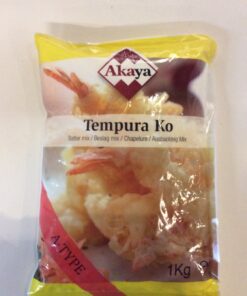 Akaya
Tempura Ko
Batter mix / Beslag mix / Chapelure / Ausbacking Mix
A-TYPE
1Kg